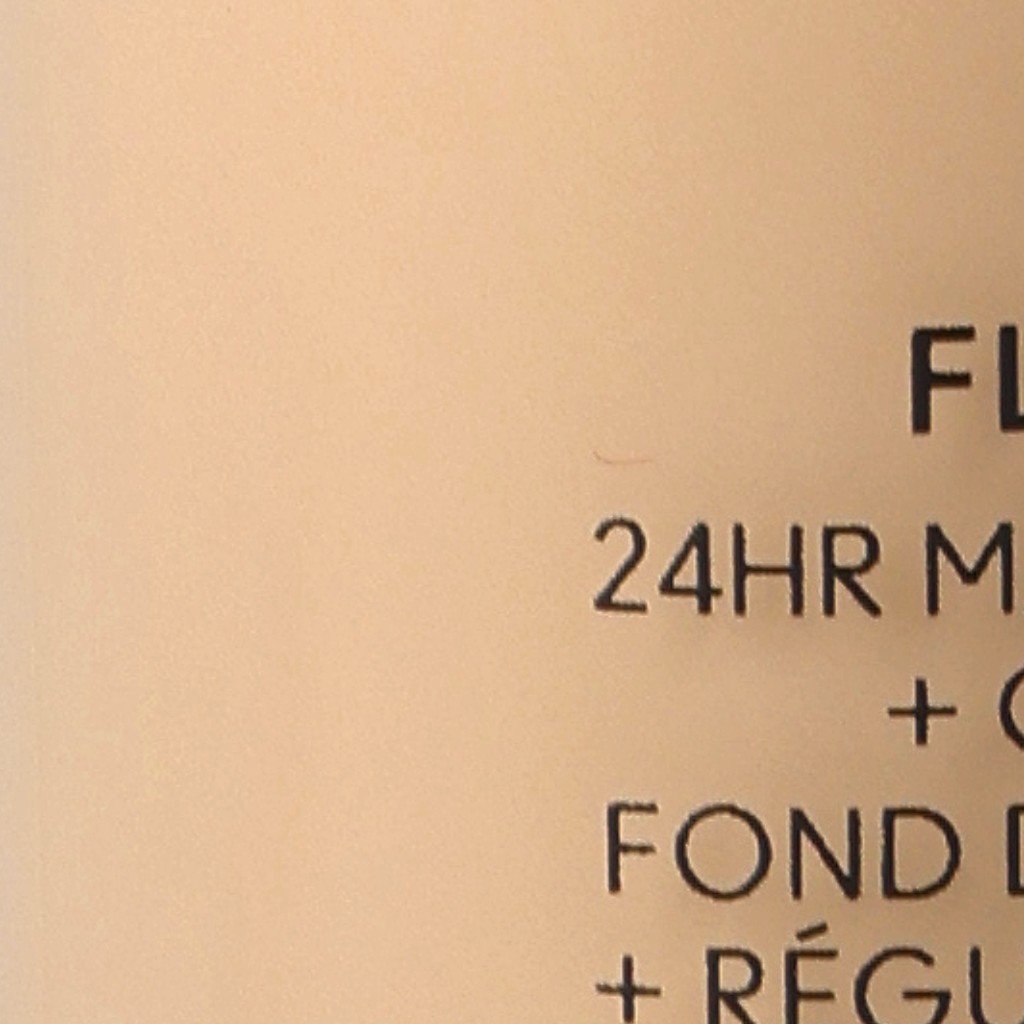 FL
24HR M
+
FOND D
+ RÉGU